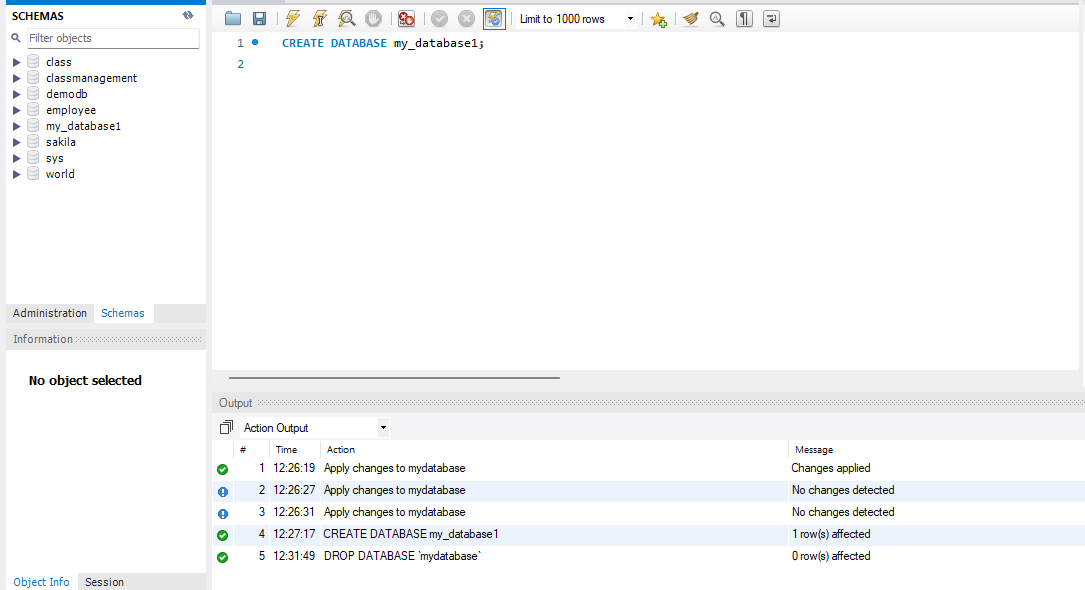 SCHEMAS
Filter objects
class
classmanagement
demodb
employee
my_database1
sakila
sys
world
Administration Schemas
Information
No object selected
Object Info Session
Limit to 1000 rows
1 CREATE DATABASE my_database1;
2
Output
Action Output
# Time Action Message
1 12:26:19 Apply changes to mydatabase Changes applied
2 12:26:27 Apply changes to mydatabase No changes detected
3 12:26:31 Apply changes to mydatabase No changes detected
4 12:27:17 CREATE DATABASE my_database1 1 row(s) affected
5 12:31:49 DROP DATABASE `mydatabase` 0 row(s) affected